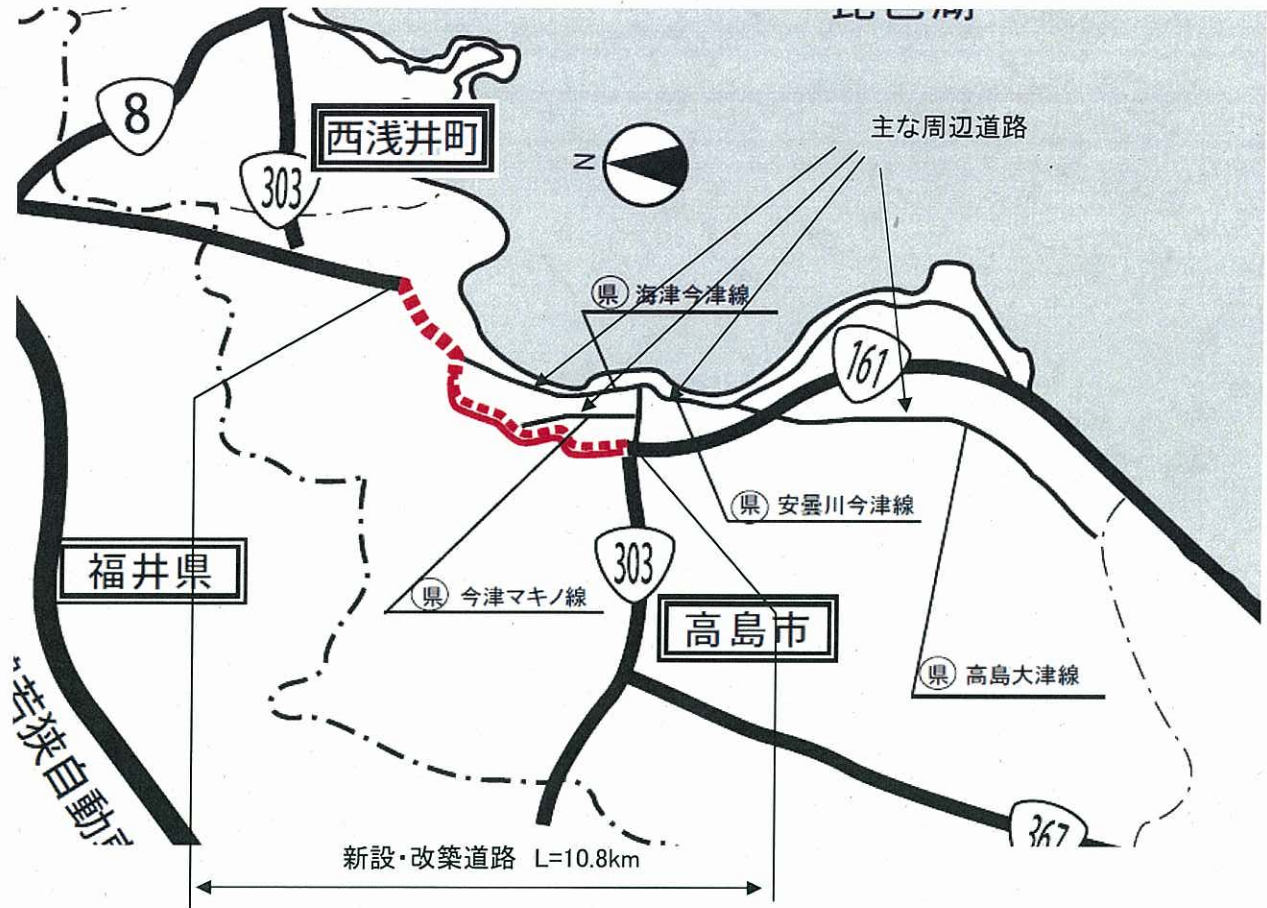 琵琶湖
8
西浅井町
主な周辺道路
303
N
県 海津今津線
161
県 安曇川今津線
福井県
303
県 今津マキノ線
高島市
県 高島大津線
若狭自動
367
新設・改築道路 L=10.8km